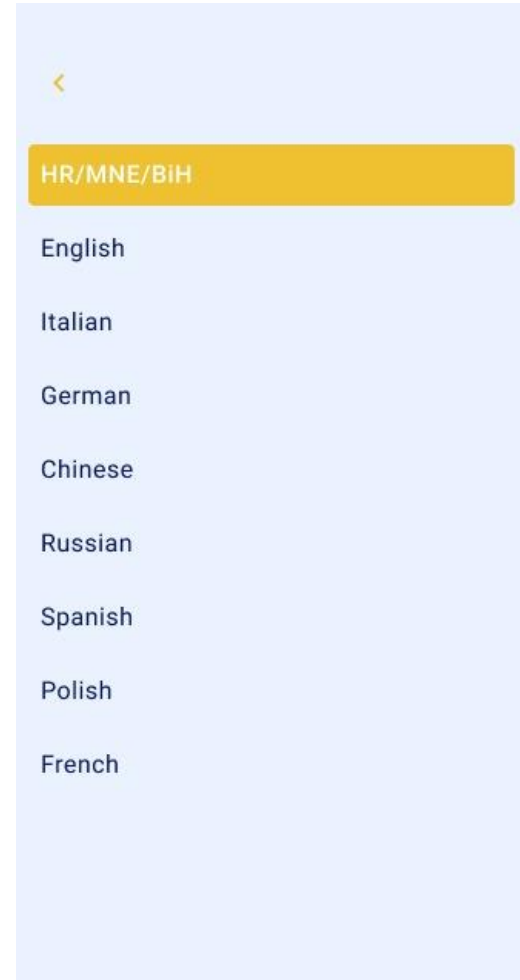 HR/MNE/BiH
English
Italian
German
Chinese
Russian
Spanish
Polish
French